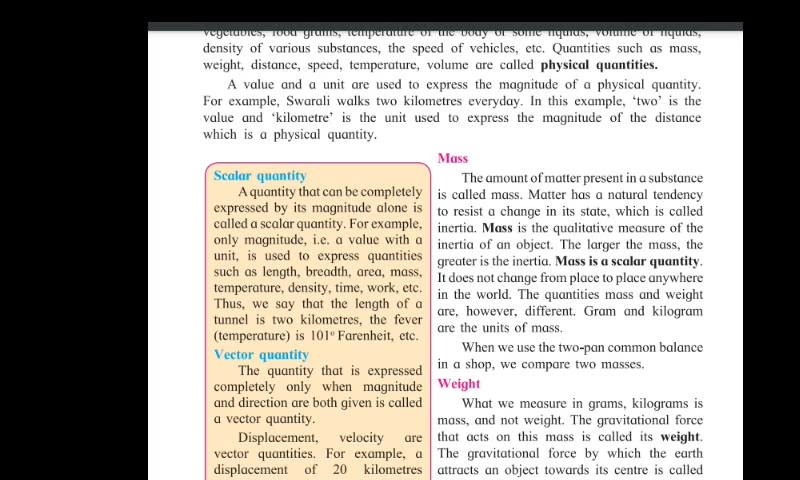 vegetables, food grains, temperature of the body or some liquids, volume of liquids,
density of various substances, the speed of vehicles, etc. Quantities such as mass,
weight, distance, speed, temperature, volume are called physical quantities.
A value and a unit are used to express the magnitude of a physical quantity.
For example, Swarali walks two kilometres everyday. In this example, ‘two’ is the
value and ‘kilometre’ is the unit used to express the magnitude of the distance
which is a physical quantity.
Scalar quantity
A quantity that can be completely
expressed by its magnitude alone is
called a scalar quantity. For example,
only magnitude, i.e. a value with a
unit, is used to express quantities
such as length, breadth, area, mass,
temperature, density, time, work, etc.
Thus, we say that the length of a
tunnel is two kilometres, the fever
(temperature) is 101° Farenheit, etc.
Vector quantity
The quantity that is expressed
completely only when magnitude
and direction are both given is called
a vector quantity.
Displacement, velocity are
vector quantities. For example, a
displacement of 20 kilometres
Mass
The amount of matter present in a substance
is called mass. Matter has a natural tendency
to resist a change in its state, which is called
inertia. Mass is the qualitative measure of the
inertia of an object. The larger the mass, the
greater is the inertia. Mass is a scalar quantity.
It does not change from place to place anywhere
in the world. The quantities mass and weight
are, however, different. Gram and kilogram
are the units of mass.
When we use the two-pan common balance
in a shop, we compare two masses.
Weight
What we measure in grams, kilograms is
mass, and not weight. The gravitational force
that acts on this mass is called its weight.
The gravitational force by which the earth
attracts an object towards its centre is called